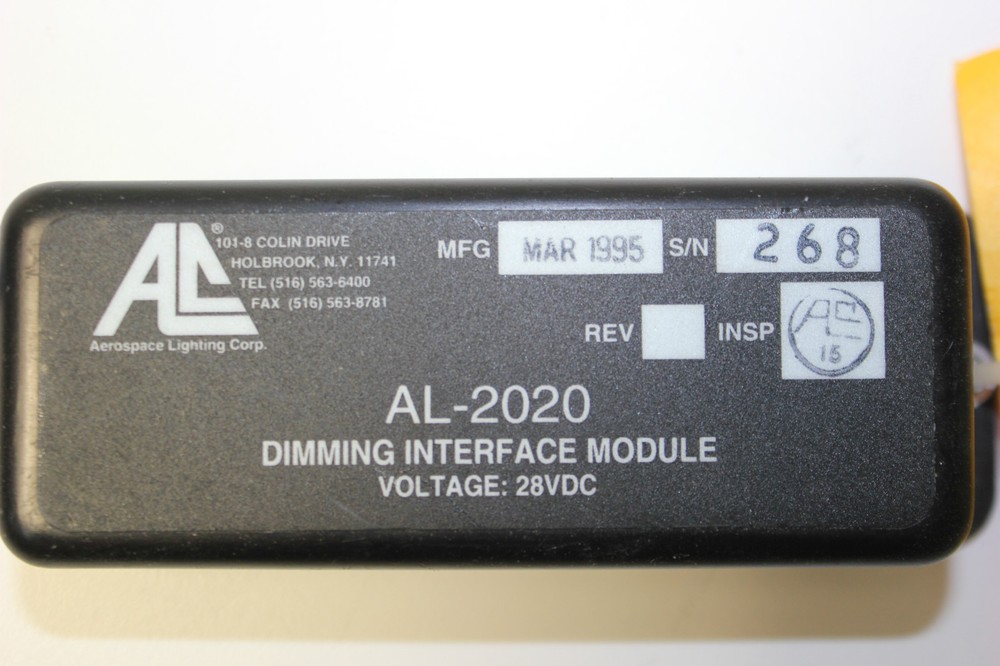 AL®
101-8 COLIN DRIVE
HOLBROOK, N.Y. 11741
TEL (516) 563-6400
FAX (516) 563-8781
Aerospace Lighting Corp.
MFG MAR 1995 S/N 268
REV INSP
15
AL-2020
DIMMING INTERFACE MODULE
VOLTAGE: 28VDC